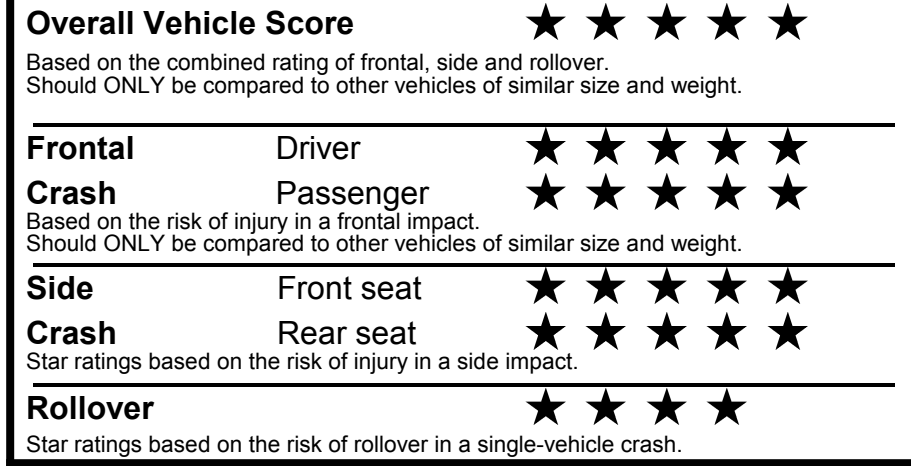 Overall Vehicle Score ★ ★ ★ ★ ★
Based on the combined rating of frontal, side and rollover.
Should ONLY be compared to other vehicles of similar size and weight.
Frontal Driver ★ ★ ★ ★ ★
Crash Passenger ★ ★ ★ ★ ★
Based on the risk of injury in a frontal impact.
Should ONLY be compared to other vehicles of similar size and weight.
Side Front seat ★ ★ ★ ★ ★
Crash Rear seat ★ ★ ★ ★ ★
Star ratings based on the risk of injury in a side impact.
Rollover ★ ★ ★ ★
Star ratings based on the risk of rollover in a single-vehicle crash.